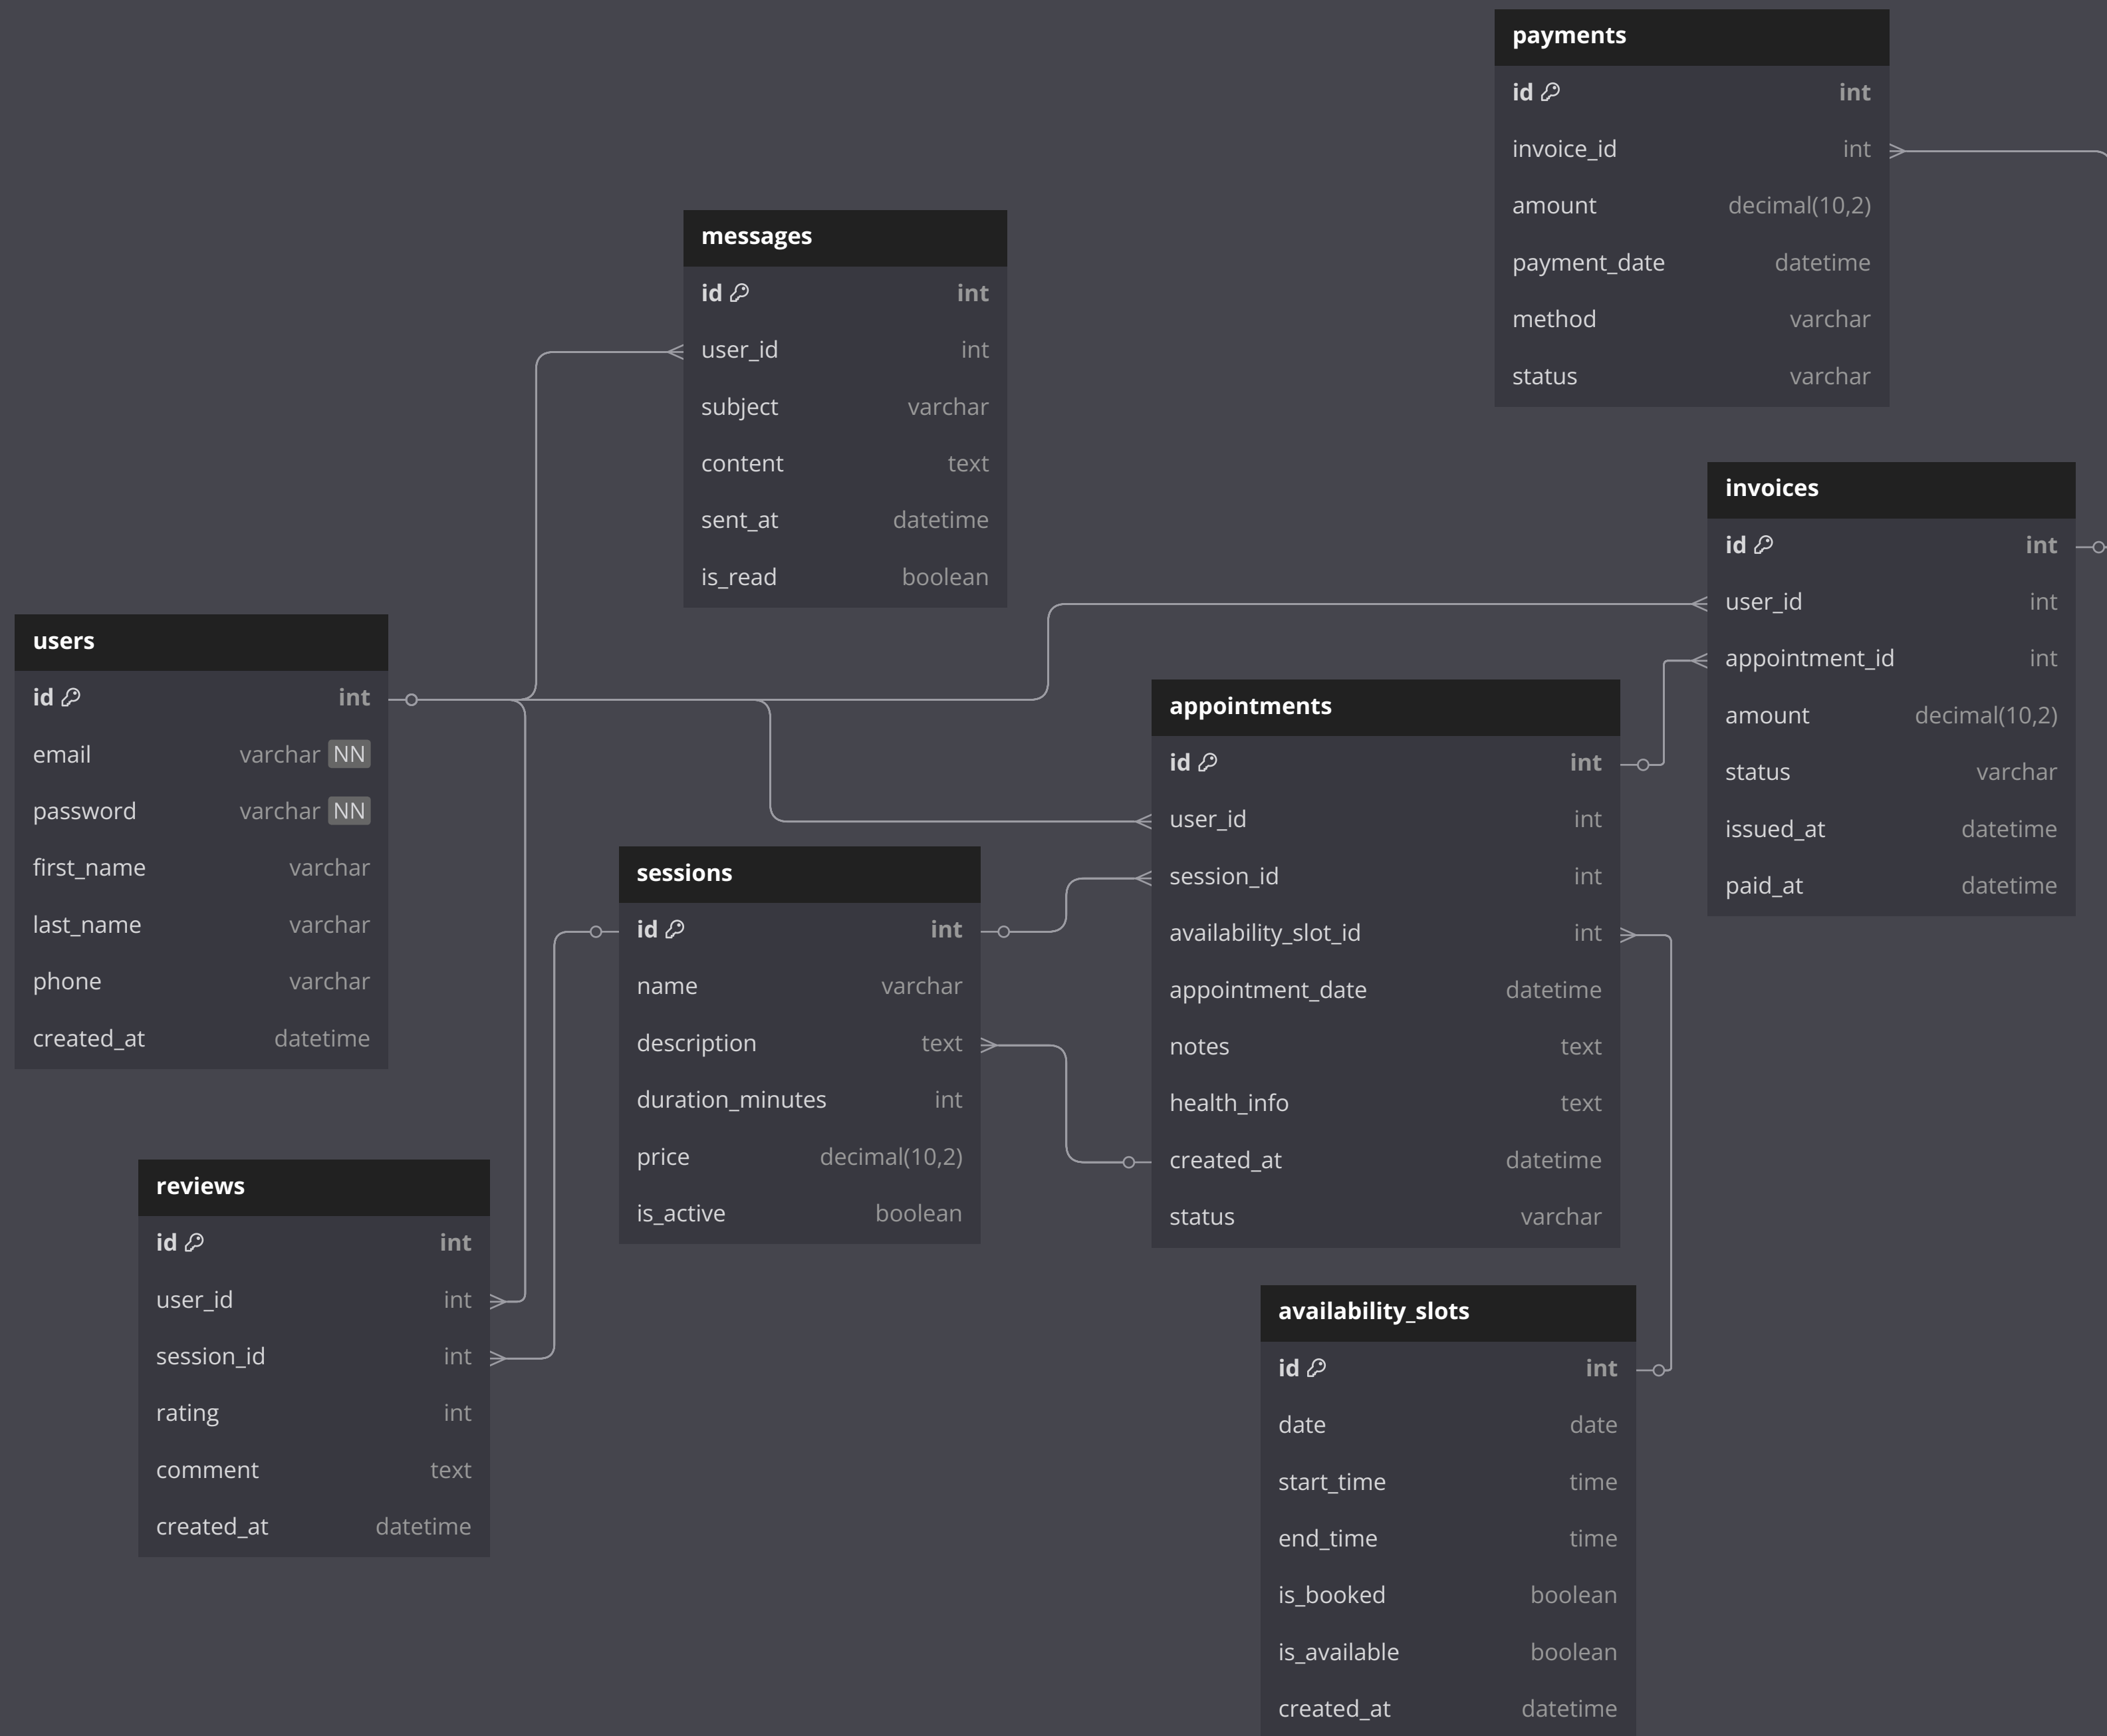 payments
id int
invoice_id int
amount decimal(10,2)
payment_date datetime
method varchar
status varchar
messages
id int
user_id int
subject varchar
content text
sent_at datetime
is_read boolean
invoices
id int
user_id int
appointment_id int
amount decimal(10,2)
status varchar
issued_at datetime
paid_at datetime
users
id int
email varchar NN
password varchar NN
first_name varchar
last_name varchar
phone varchar
created_at datetime
appointments
id int
user_id int
session_id int
availability_slot_id int
appointment_date datetime
notes text
health_info text
created_at datetime
status varchar
sessions
id int
name varchar
description text
duration_minutes int
price decimal(10,2)
is_active boolean
reviews
id int
user_id int
session_id int
rating int
comment text
created_at datetime
availability_slots
id int
date date
start_time time
end_time time
is_booked boolean
is_available boolean
created_at datetime